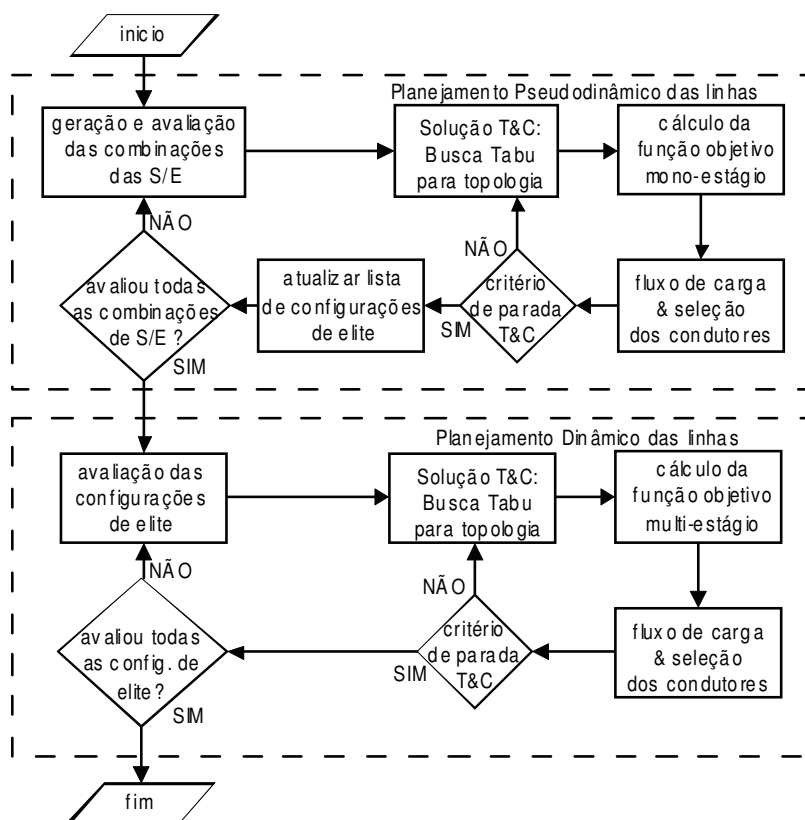 inicio
Planejamento Pseudodinâmico das linhas
geração e avaliação
das combinações
das S/E
Solução T&C:
Busca Tabu
para topologia
cálculo da
função objetivo
mono-estágio
NÃO
NÃO
avaliou todas
as combinações
de S/E ?
SIM
atualizar lista
de configurações
de elite
critério
de parada
T&C
SIM
fluxo de carga
& seleção
dos condutores
Planejamento Dinâmico das linhas
avaliação das
configurações
de elite
Solução T&C:
Busca Tabu
para topologia
cálculo da
função objetivo
multi-estágio
NÃO
NÃO
avaliou todas
as config. de
elite?
SIM
critério
de parada
T&C
SIM
fluxo de carga
& seleção
dos condutores
fim